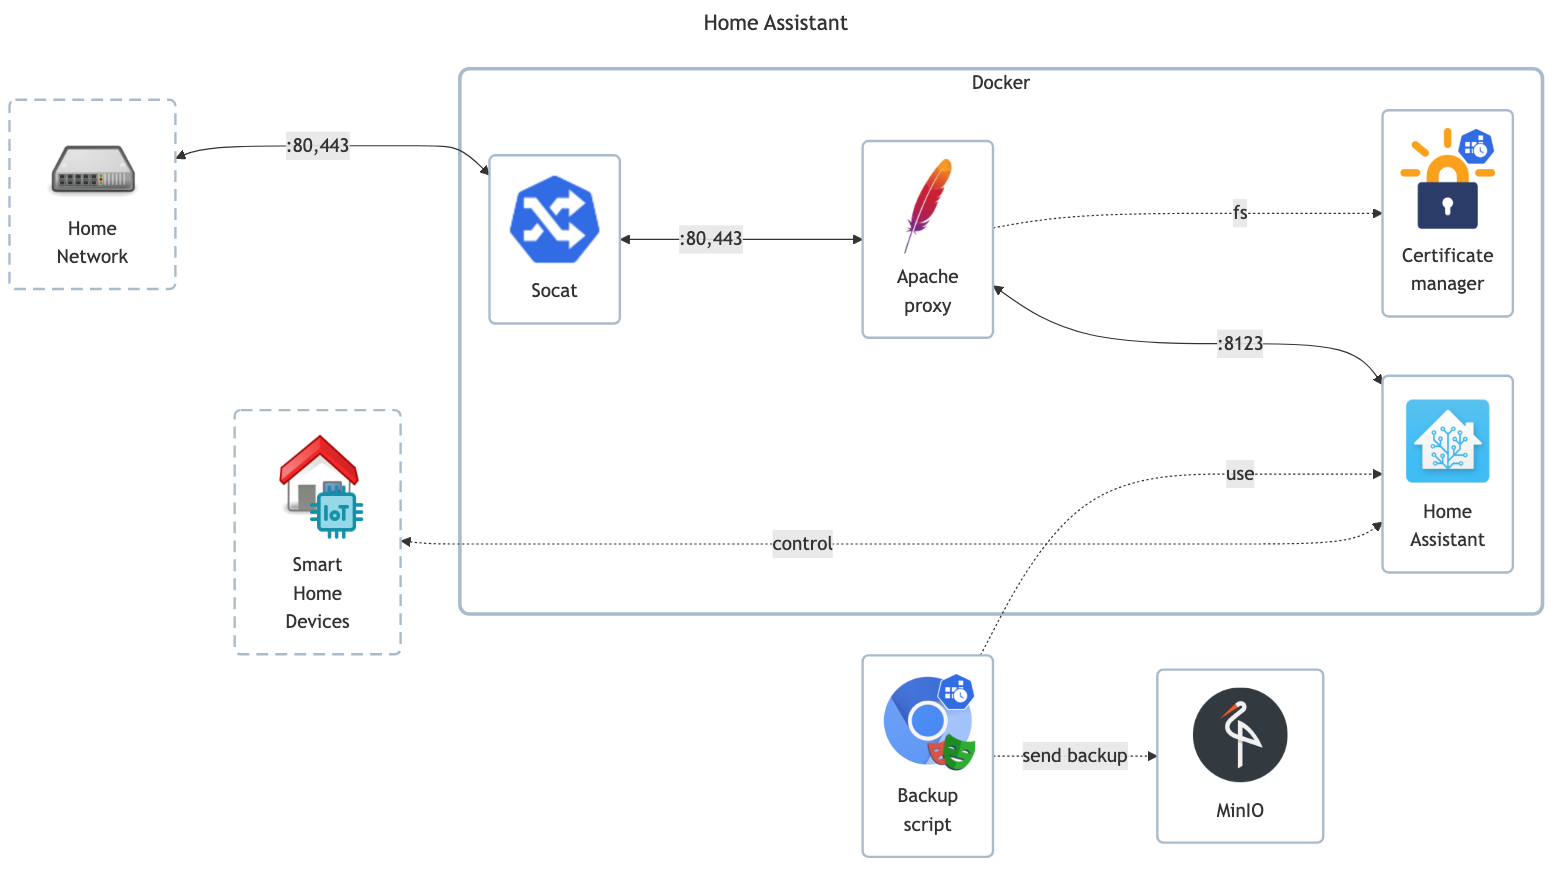 Home Assistant
Docker
Home
Network
:80,443
Socat
:80,443
Apache
proxy
fs
Certificate
manager
:8123
Home
Assistant
use
control
IoT
Smart
Home
Devices
Backup
script
send backup
MinIO